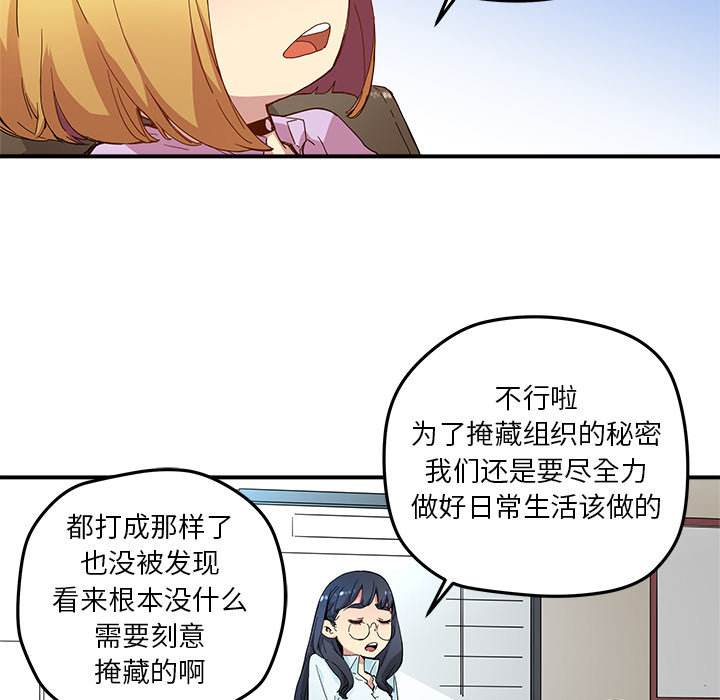 不行啦
为了掩藏组织的秘密
我们还是要尽全力
做好日常生活该做的
都打成那样了
也没被发现
看来根本没什么
需要刻意
掩藏的啊